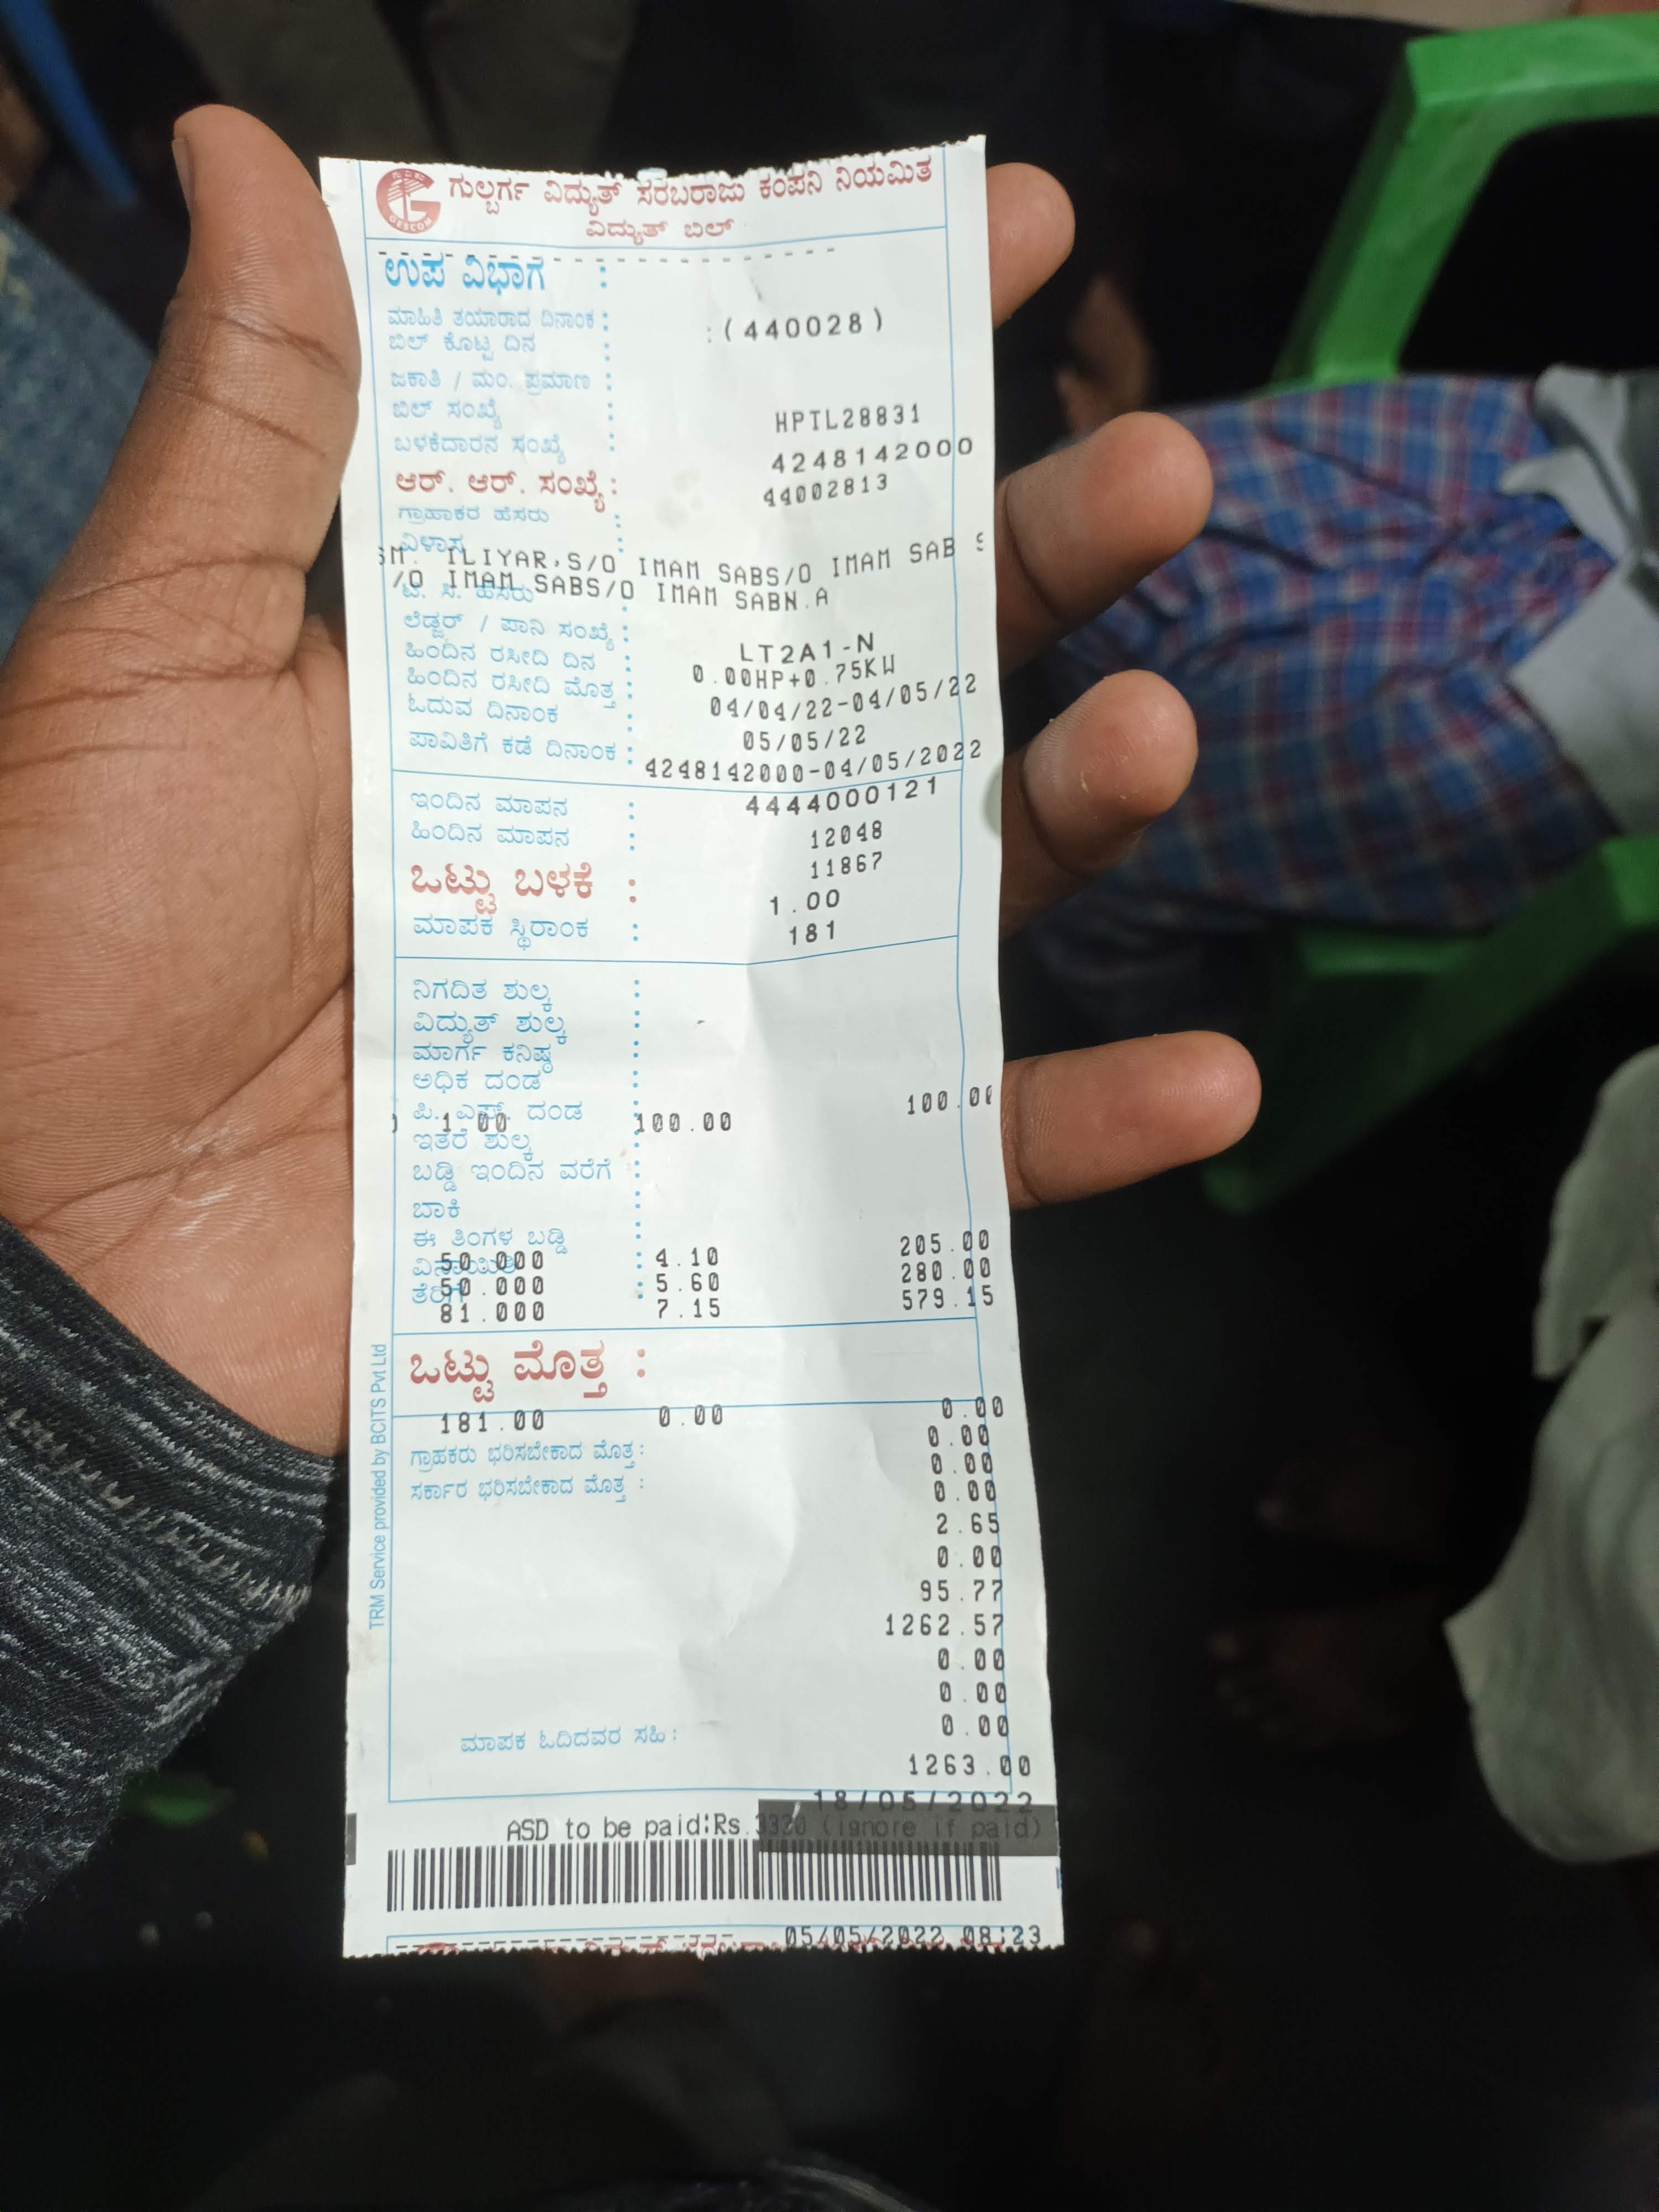 ಗುಲ್ಬರ್ಗ ವಿದ್ಯುತ್ ಸರಬರಾಜು ಕಂಪನಿ ನಿಯಮಿತ
GESCOM
ವಿದ್ಯುತ್ ಬಿಲ್
ಉಪ ವಿಭಾಗ :
ಮಾಹಿತಿ ತಯಾರಾದ ದಿನಾಂಕ :
:(440028)
ಬಿಲ್ ಕೊಟ್ಟ ದಿನ :
ಜಕಾತಿ / ಮಂ. ಪ್ರಮಾಣ :
ಬಿಲ್ ಸಂಖ್ಯೆ : HPIL28831
ಬಳಕೆದಾರನ ಸಂಖ್ಯೆ : 4248142000
ಆರ್. ಆರ್. ಸಂಖ್ಯೆ : 44002813
ಗ್ರಾಹಾಕರ ಹೆಸರು :
ವಿಳಾಸ :
SM. ILIYAR,S/O IMAM SABS/O IMAM SAB S
/O IMAM SABS/O IMAM SABN.A
ಟಿ. ಸಿ. ಹೆಸರು :
ಲೆಡ್ಜರ್ / ಪಾನಿ ಸಂಖ್ಯೆ :
LT2A1-N
ಹಿಂದಿನ ರಸೀದಿ ದಿನ : 0.00HP+0.75KW
ಹಿಂದಿನ ರಸೀದಿ ಮೊತ್ತ : 04/04/22-04/05/22
ಓದುವ ದಿನಾಂಕ : 05/05/22
ಪಾವಿತಿಗೆ ಕಡೆ ದಿನಾಂಕ : 4248142000-04/05/2022
ಇಂದಿನ ಮಾಪನ : 4444000121
ಹಿಂದಿನ ಮಾಪನ : 12048
11867
ಒಟ್ಟು ಬಳಕೆ : 1.00
ಮಾಪಕ ಸ್ಥಿರಾಂಕ : 181
ನಿಗದಿತ ಶುಲ್ಕ :
ವಿದ್ಯುತ್ ಶುಲ್ಕ :
ಮಾರ್ಗ ಕನಿಷ್ಠ :
ಅಧಿಕ ದಂಡ :
ಪಿ. ಎಫ್. ದಂಡ :
1.00 100.00 100.00
ಇತರೆ ಶುಲ್ಕ :
ಬಡ್ಡಿ ಇಂದಿನ ವರೆಗೆ :
ಬಾಕಿ :
ಈ ತಿಂಗಳ ಬಡ್ಡಿ :
50.000 4.10 205.00
ವಿನಾಯಿತಿ :
50.000 5.60 280.00
ತೆರಿಗೆ :
81.000 7.15 579.15
ಒಟ್ಟು ಮೊತ್ತ :
181.00 0.00 0.00
0.00
ಗ್ರಾಹಕರು ಭರಿಸಬೇಕಾದ ಮೊತ್ತ : 0.00
ಸರ್ಕಾರ ಭರಿಸಬೇಕಾದ ಮೊತ್ತ : 0.00
2.65
0.00
95.77
1262.57
0.00
0.00
0.00
ಮಾಪಕ ಓದಿದವರ ಸಹಿ :
1263.00
18/05/2022
ASD to be paid:Rs.3320 (ignore if paid)
05/05/2022 08:23
TRM Service provided by BCITS Pvt Ltd